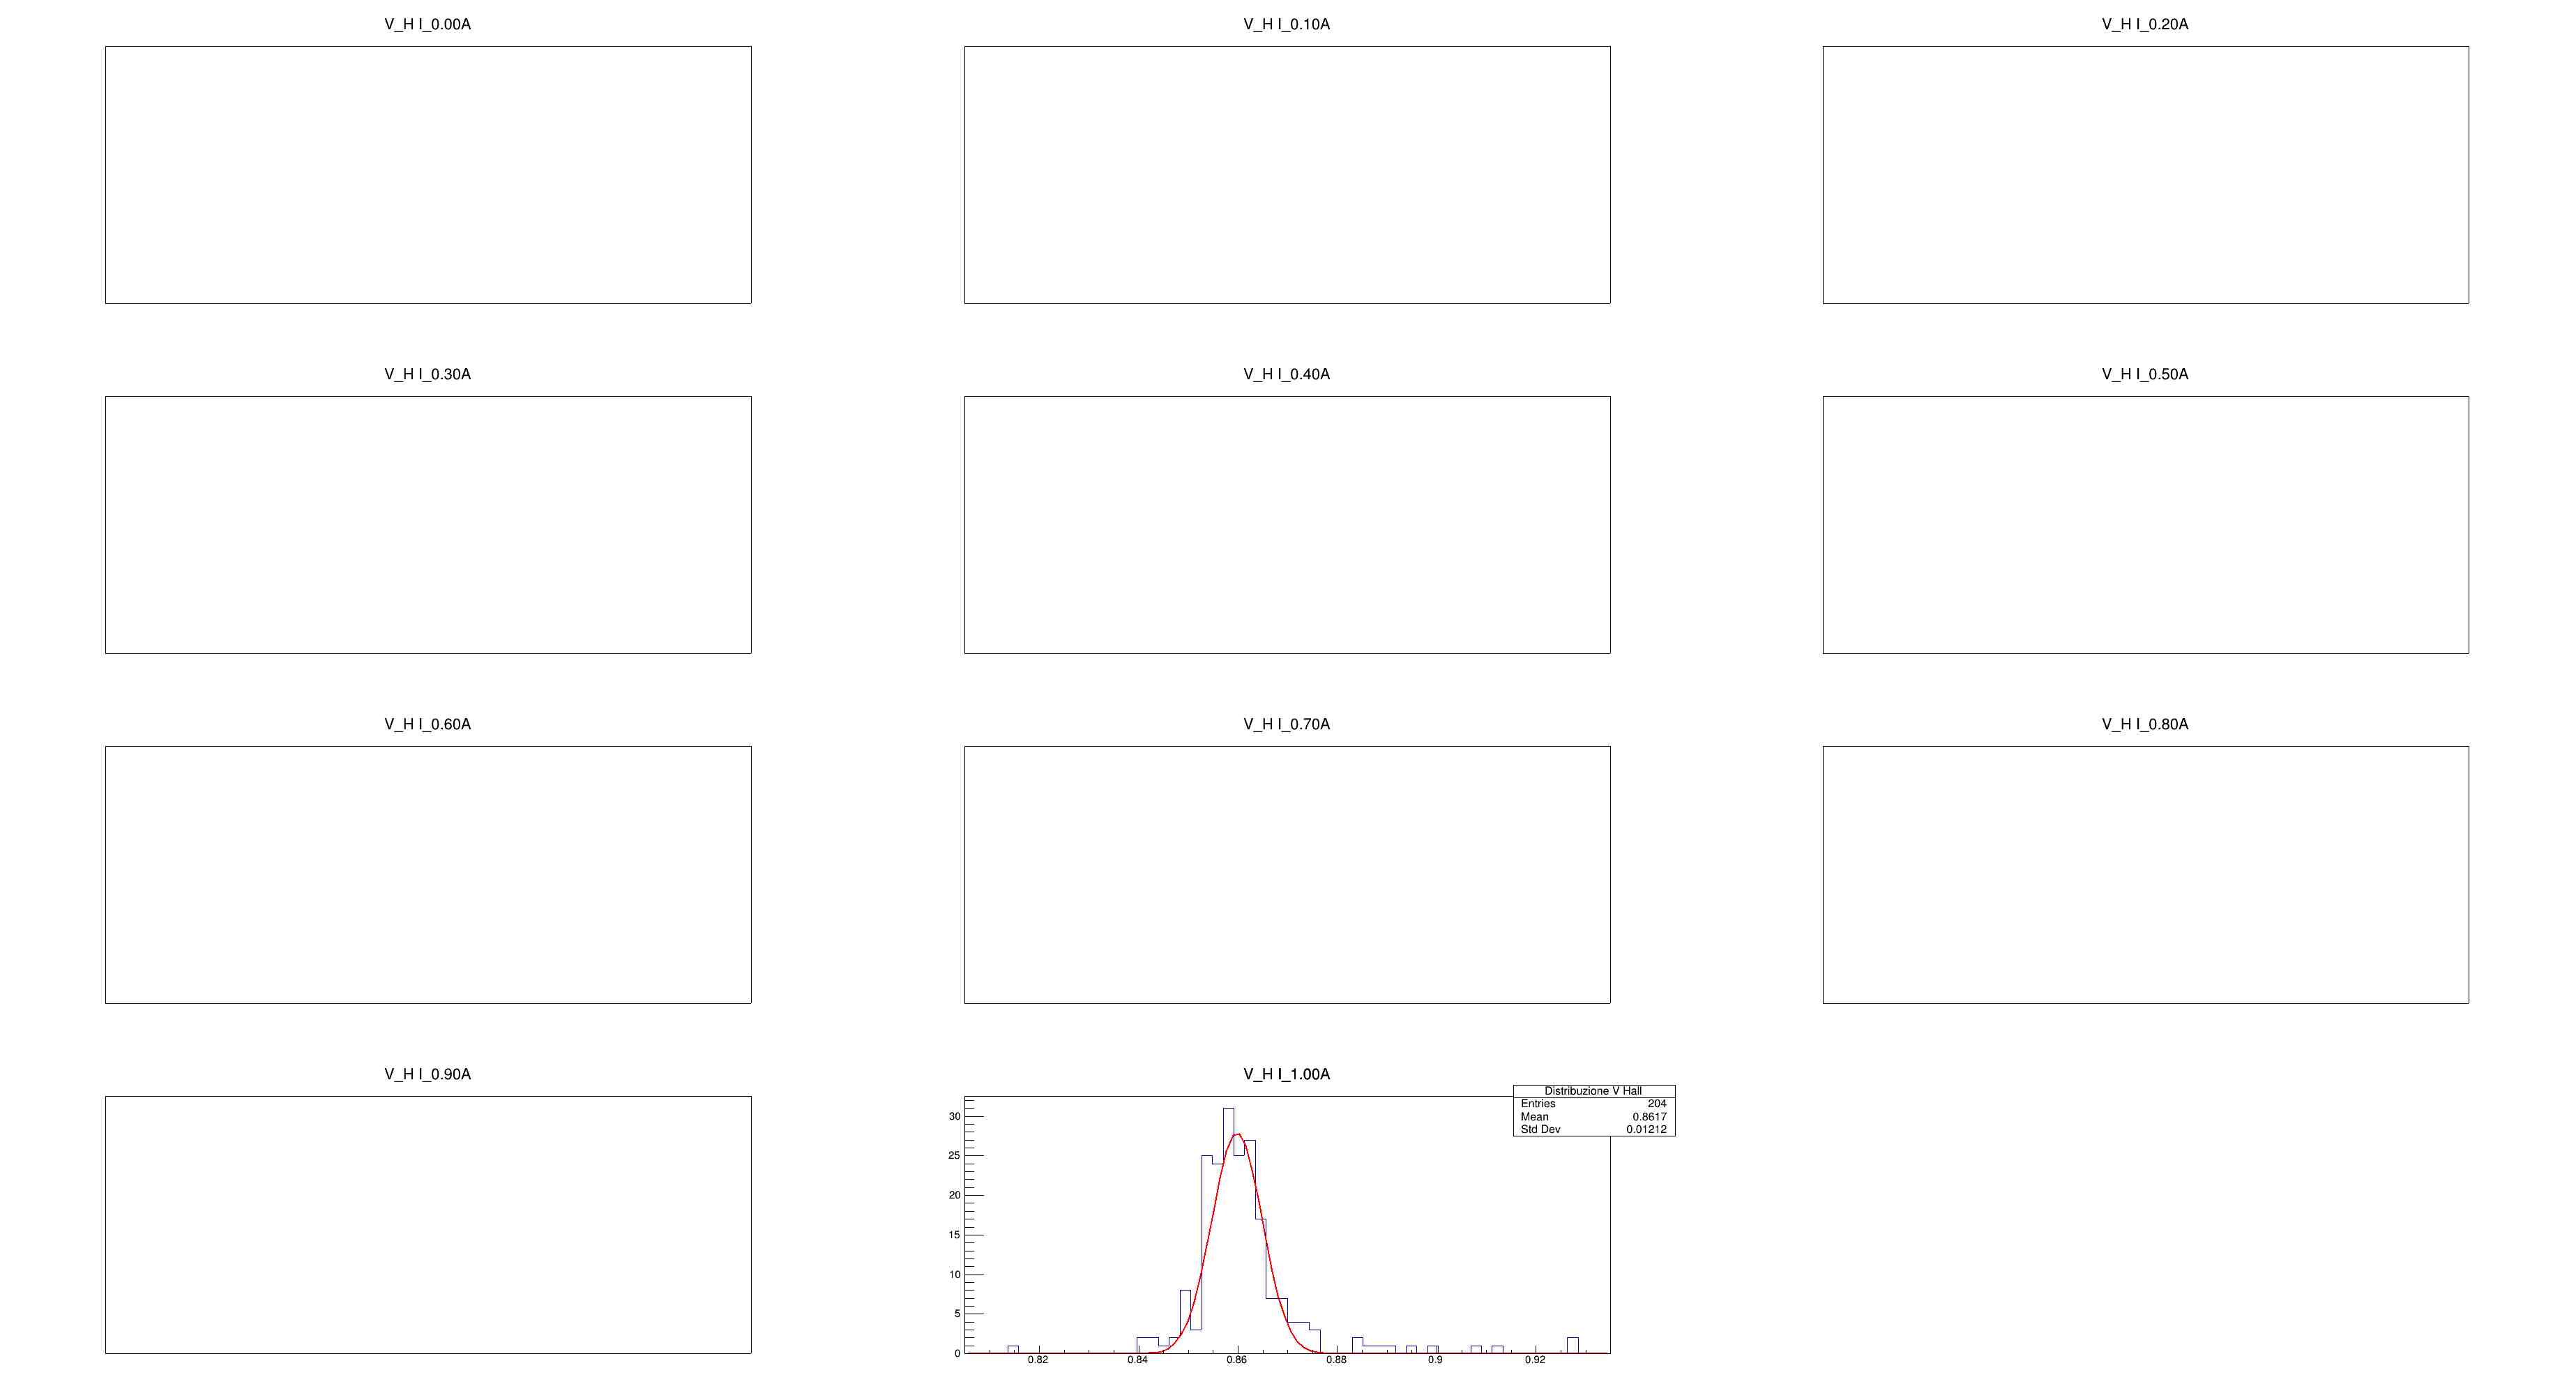 V_H I_0.00A
V_H I_0.10A
V_H I_0.20A
V_H I_0.30A
V_H I_0.40A
V_H I_0.50A
V_H I_0.60A
V_H I_0.70A
V_H I_0.80A
V_H I_0.90A
V_H I_1.00A
Distribuzione V Hall
Entries 204
Mean 0.8617
Std Dev 0.01212
30
25
20
15
10
5
0
0.82 0.84 0.86 0.88 0.9 0.92